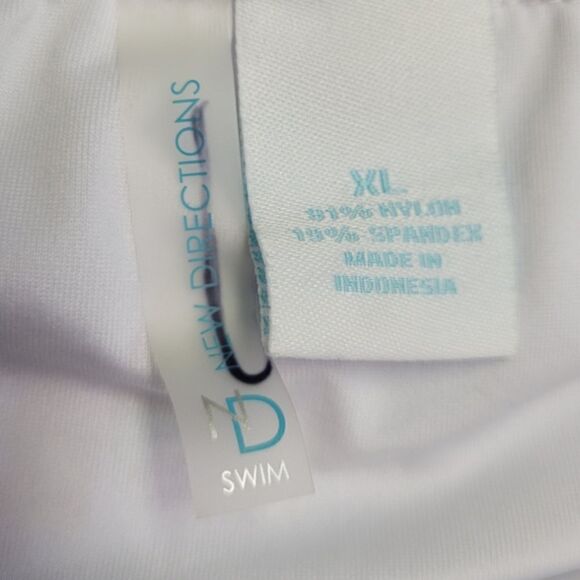 NEW DIRECTIONS
ND
SWIM
XL
81% NYLON
19% SPANDEX
MADE IN
INDONESIA